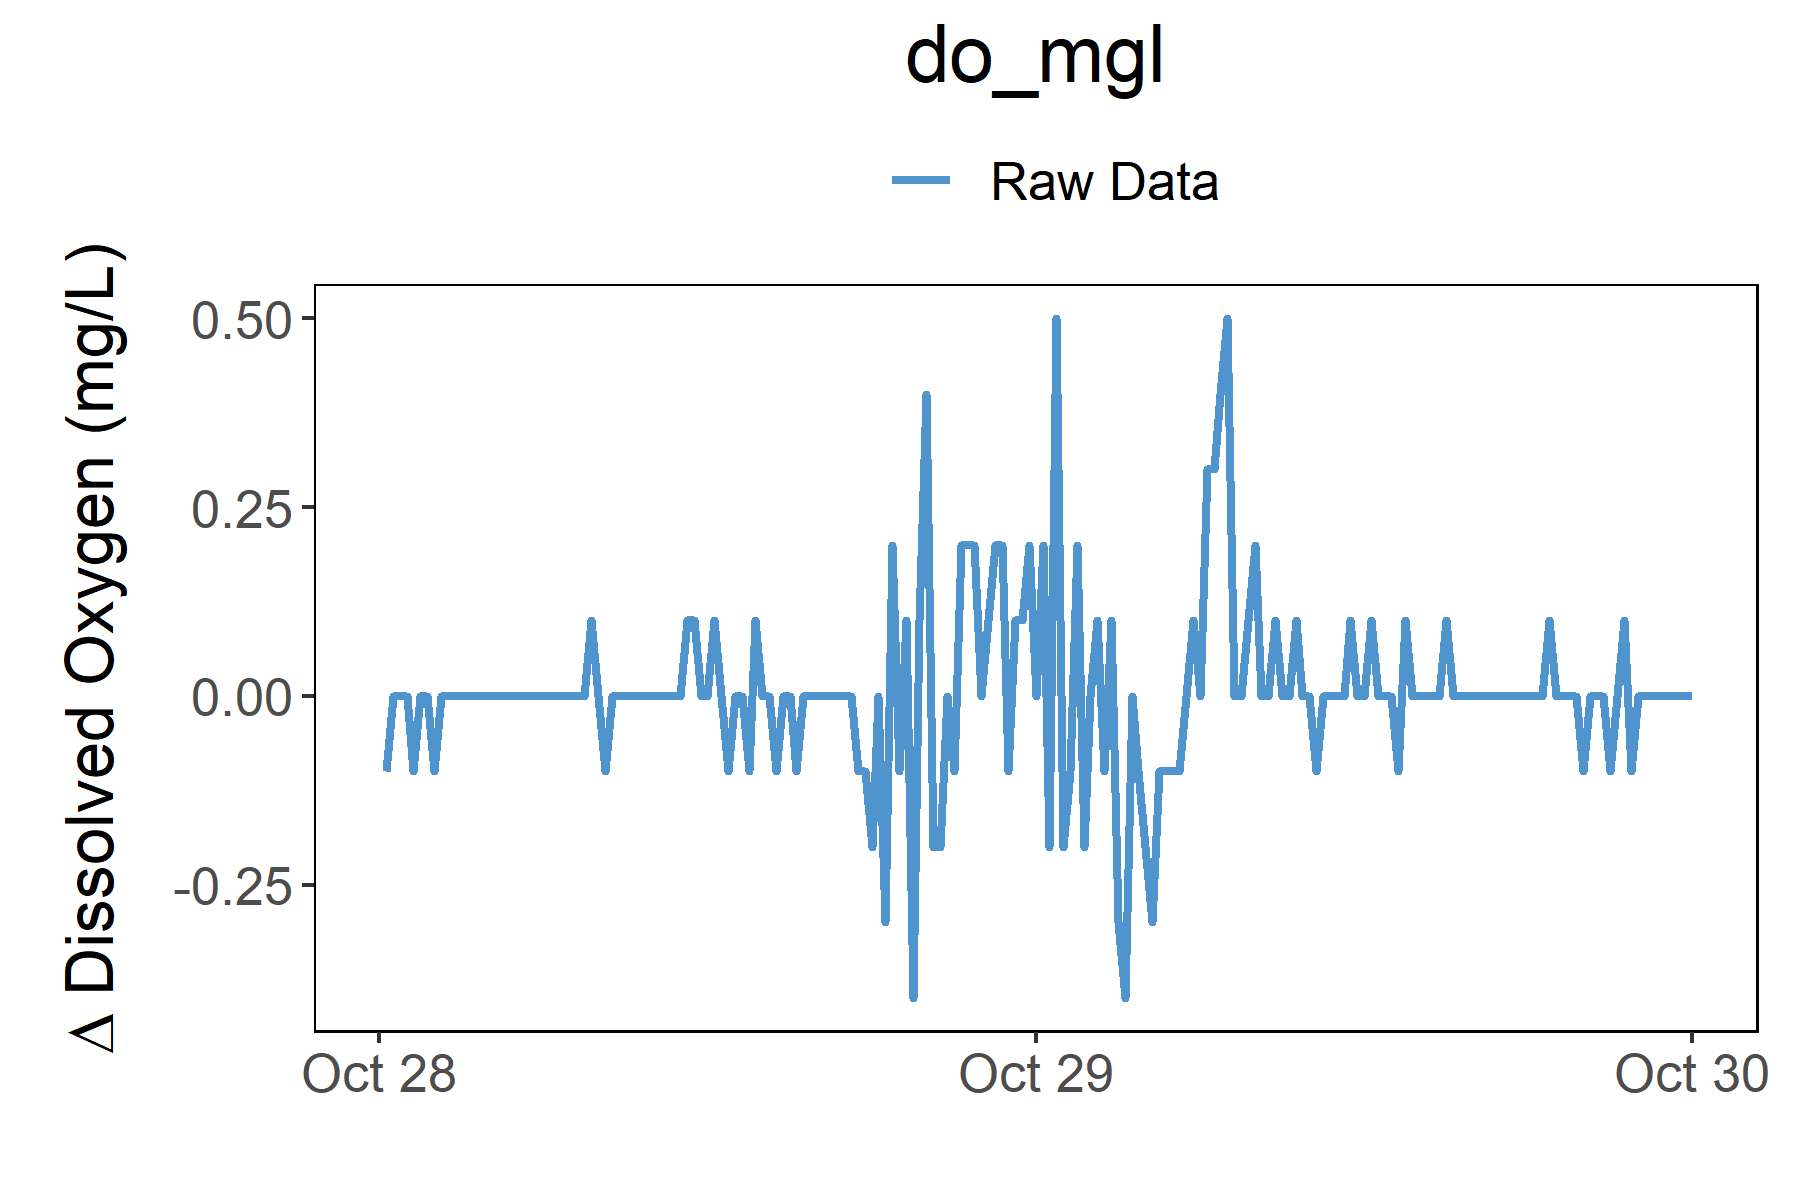 do_mgl
Raw Data
Δ Dissolved Oxygen (mg/L)
0.50
0.25
0.00
-0.25
Oct 28
Oct 29
Oct 30